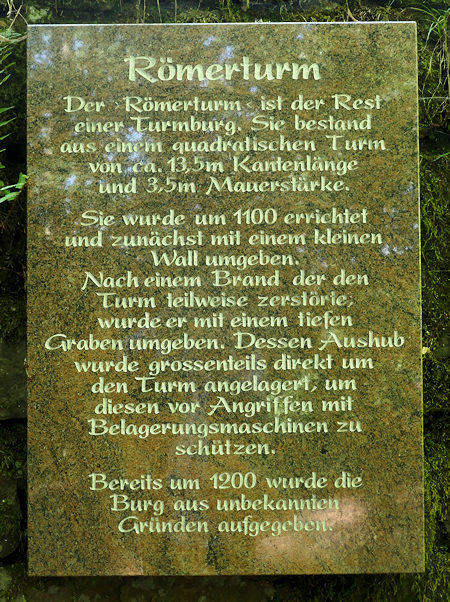 Römerturm
Der ›Römerturm‹ ist der Rest
einer Turmburg. Sie bestand
aus einem quadratischen Turm
von ca. 13,5m Kantenlänge
und 3,5m Mauerstärke.
Sie wurde um 1100 errichtet
und zunächst mit einem kleinen
Wall umgeben.
Nach einem Brand der den
Turm teilweise zerstörte,
wurde er mit einem tiefen
Graben umgeben. Dessen Aushub
wurde grossenteils direkt um
den Turm angelagert, um
diesen vor Angriffen mit
Belagerungsmaschinen zu
schützen.
Bereits um 1200 wurde die
Burg aus unbekannten
Gründen aufgegeben.